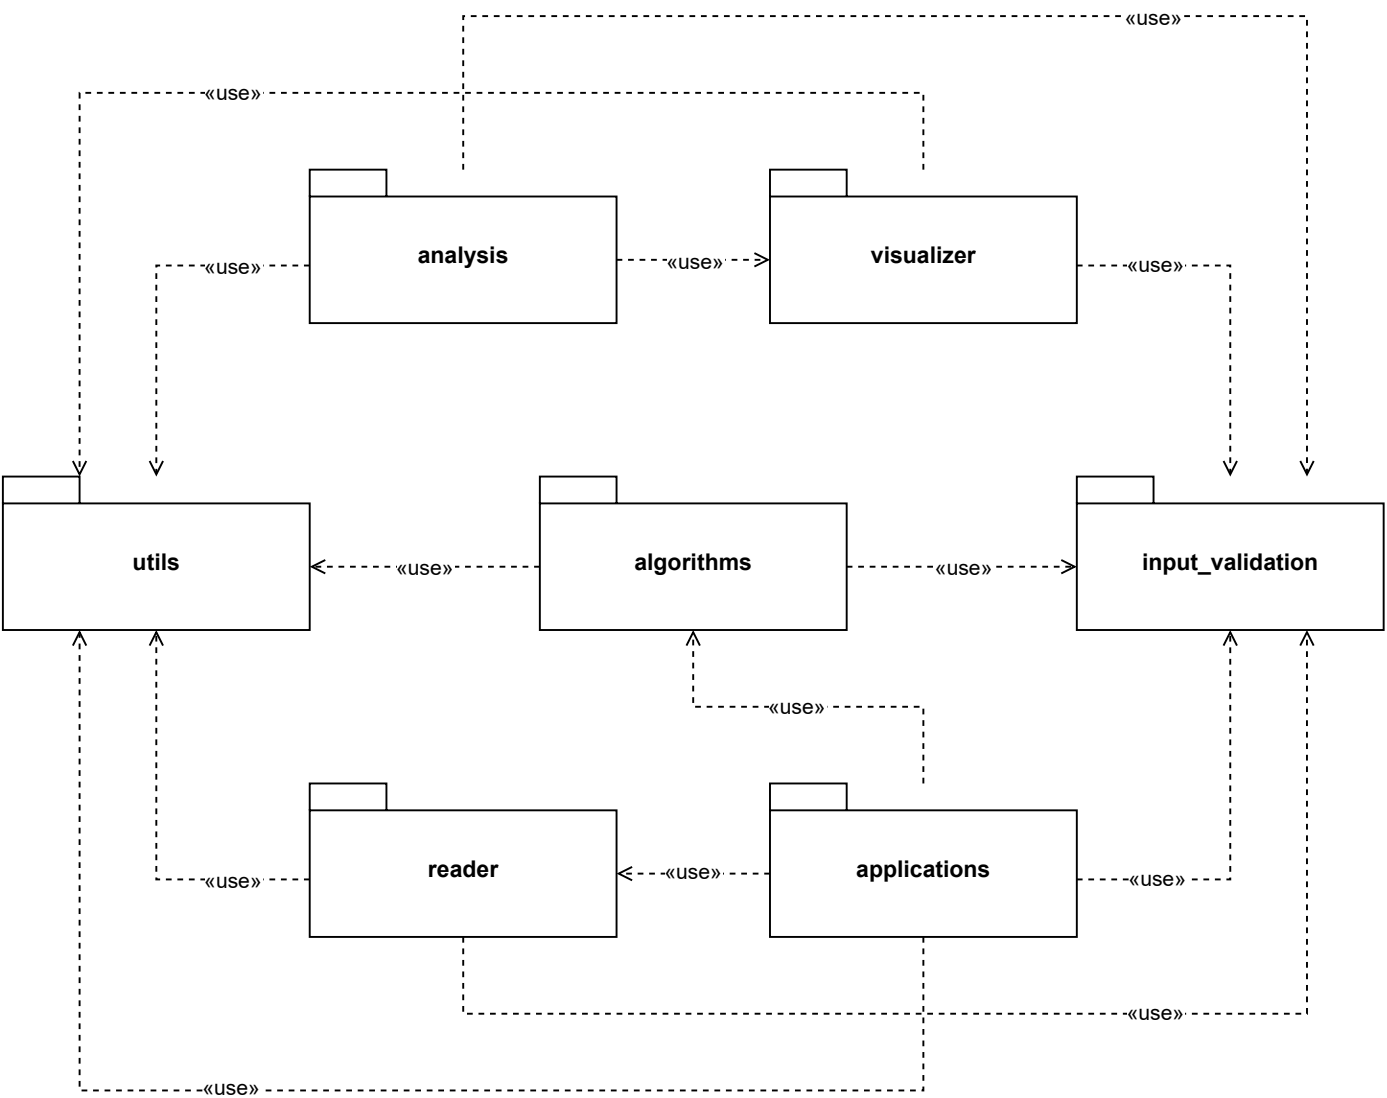 «use»
«use»
analysis
visualizer
«use»
«use»
«use»
utils
algorithms
input_validation
«use»
«use»
«use»
reader
applications
«use»
«use»
«use»
«use»
«use»